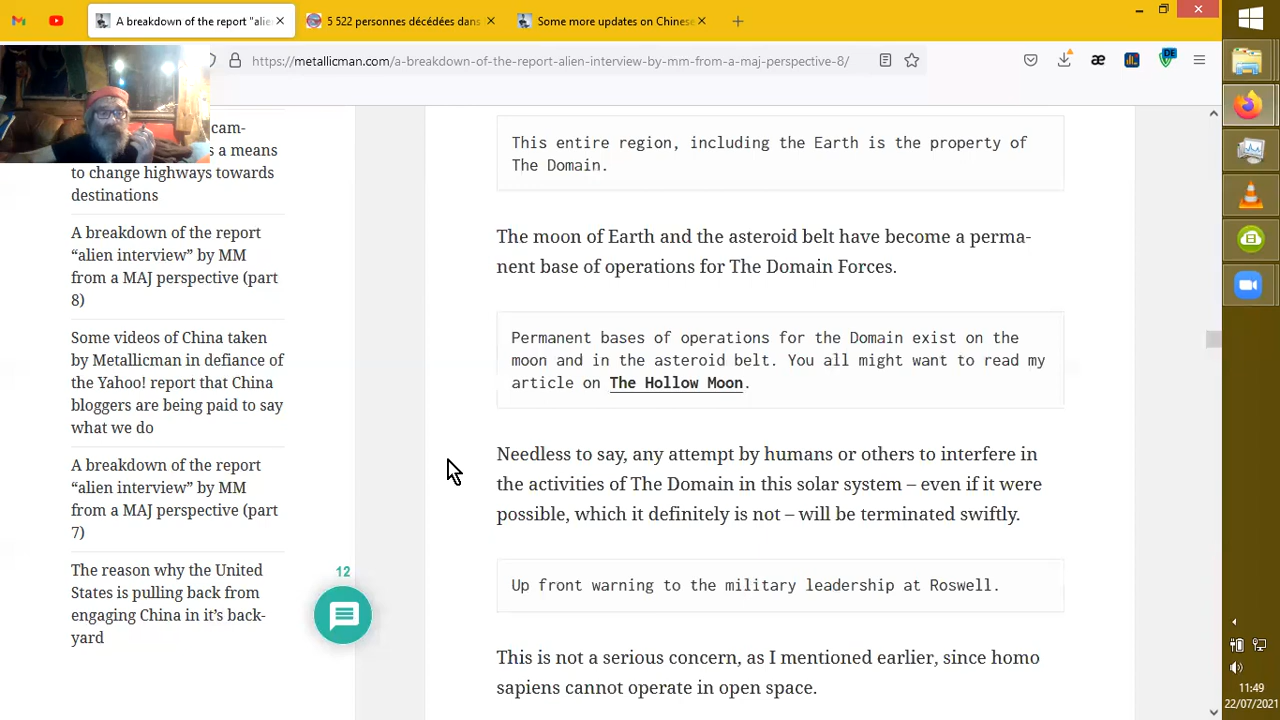 A breakdown of the report "alie
5 522 personnes décédées dans
Some more updates on Chinese
https://metallicman.com/a-breakdown-of-the-report-alien-interview-by-mm-from-a-maj-perspective-8/
æ
DE
cam-
s a means
to change highways towards
destinations
A breakdown of the report
“alien interview” by MM
from a MAJ perspective (part
8)
Some videos of China taken
by Metallicman in defiance of
the Yahoo! report that China
bloggers are being paid to say
what we do
A breakdown of the report
“alien interview” by MM
from a MAJ perspective (part
7)
The reason why the United
States is pulling back from
engaging China in it’s back-
yard
12
This entire region, including the Earth is the property of
The Domain.
The moon of Earth and the asteroid belt have become a perma-
nent base of operations for The Domain Forces.
Permanent bases of operations for the Domain exist on the
moon and in the asteroid belt. You all might want to read my
article on The Hollow Moon.
Needless to say, any attempt by humans or others to interfere in
the activities of The Domain in this solar system – even if it were
possible, which it definitely is not – will be terminated swiftly.
Up front warning to the military leadership at Roswell.
This is not a serious concern, as I mentioned earlier, since homo
sapiens cannot operate in open space.
11:49
22/07/2021